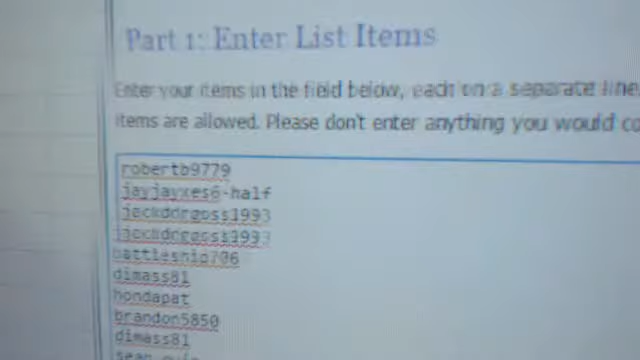 Part 1: Enter List Items
Enter your items in the field below, each on a separate line.
items are allowed. Please don't enter anything you would
robertb9779
jayjayxes6-half
battleship706
dimass81
hondapat
brandon5850
dimass81